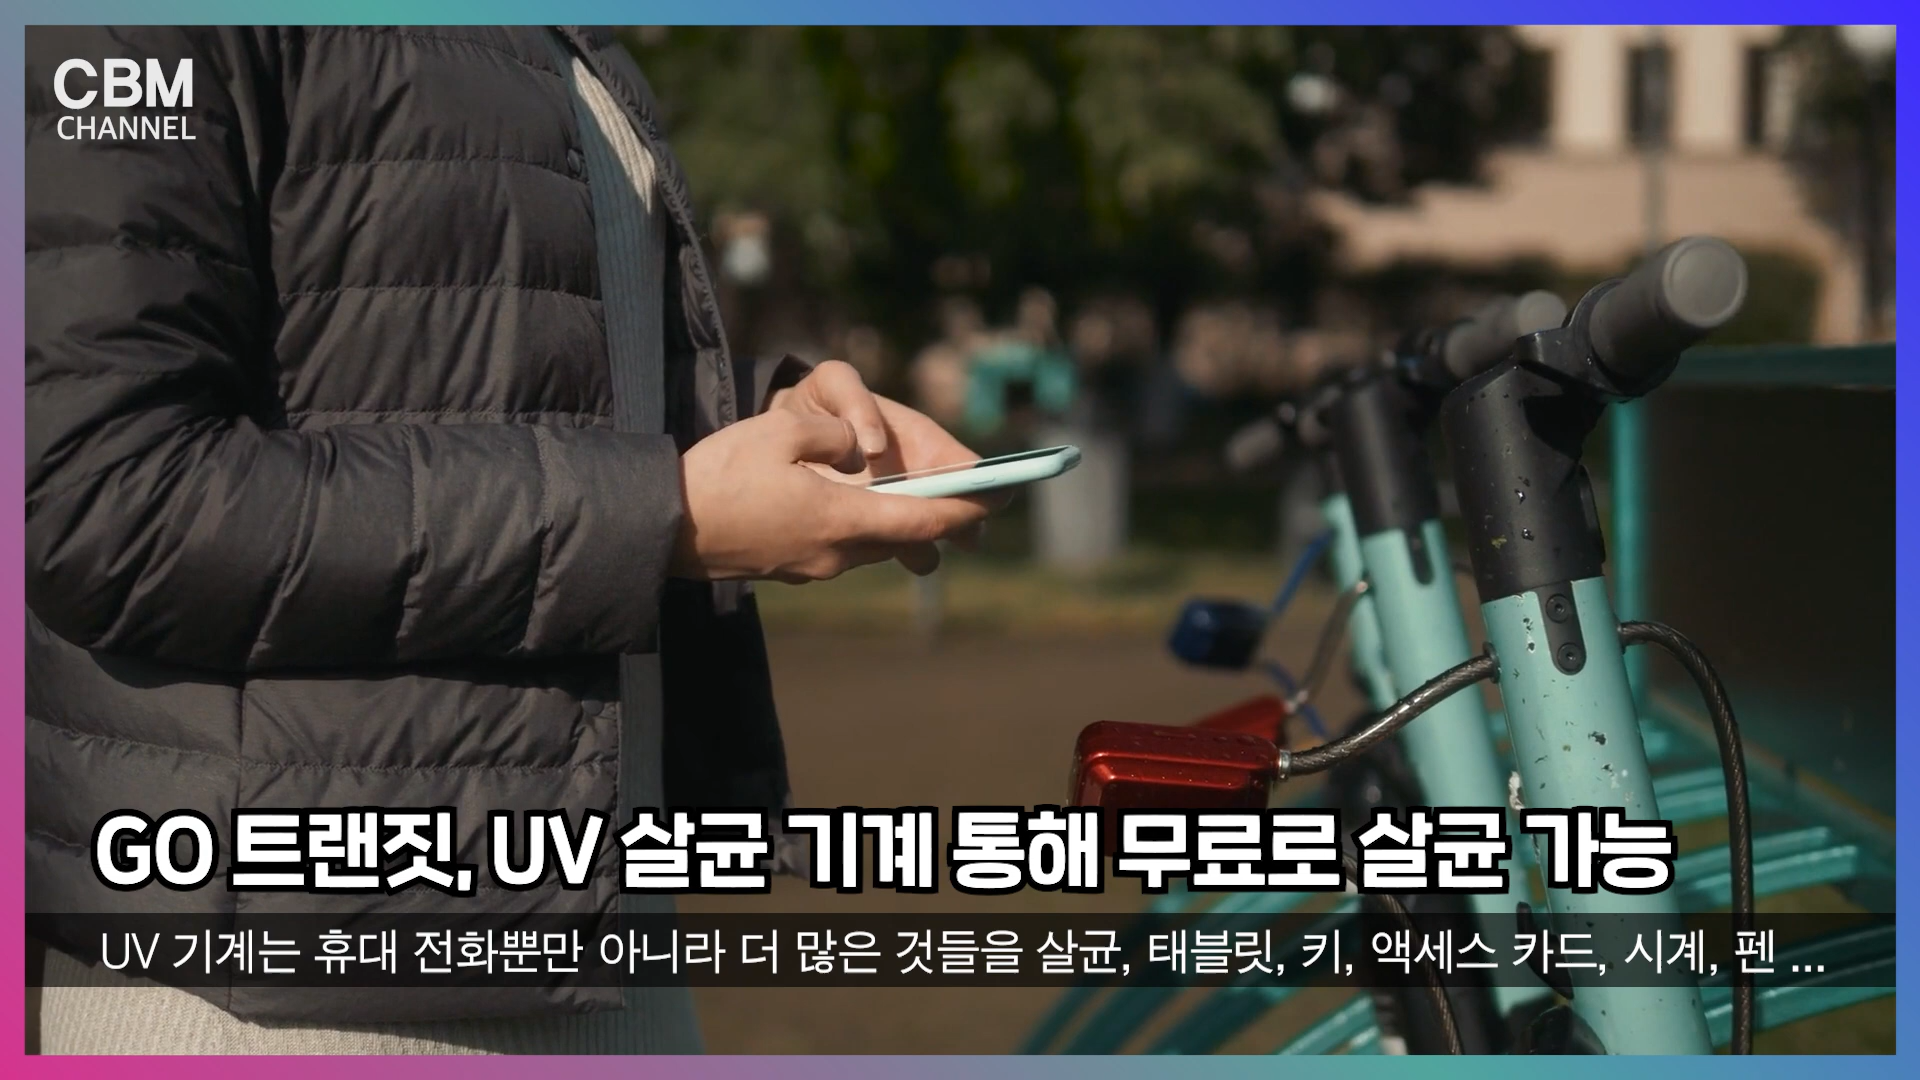 CBM
CHANNEL
GO 트랜짓, UV 살균 기계 통해 무료로 살균 가능
UV 기계는 휴대 전화뿐만 아니라 더 많은 것들을 살균, 태블릿, 키, 액세스 카드, 시계, 펜 ...